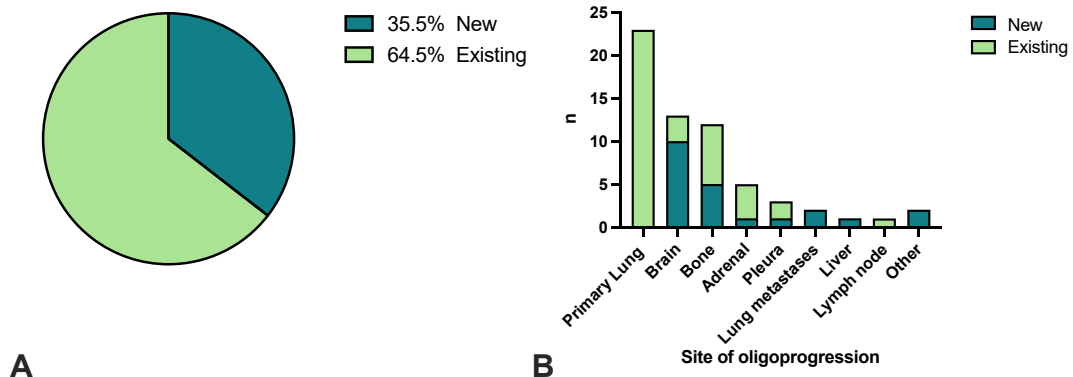 35.5% New
64.5% Existing
A
25
20
15
10
5
0
n
New
Existing
Primary Lung
Brain
Bone
Adrenal
Pleura
Lung metastases
Liver
Lymph node
Other
Site of oligoprogression
B